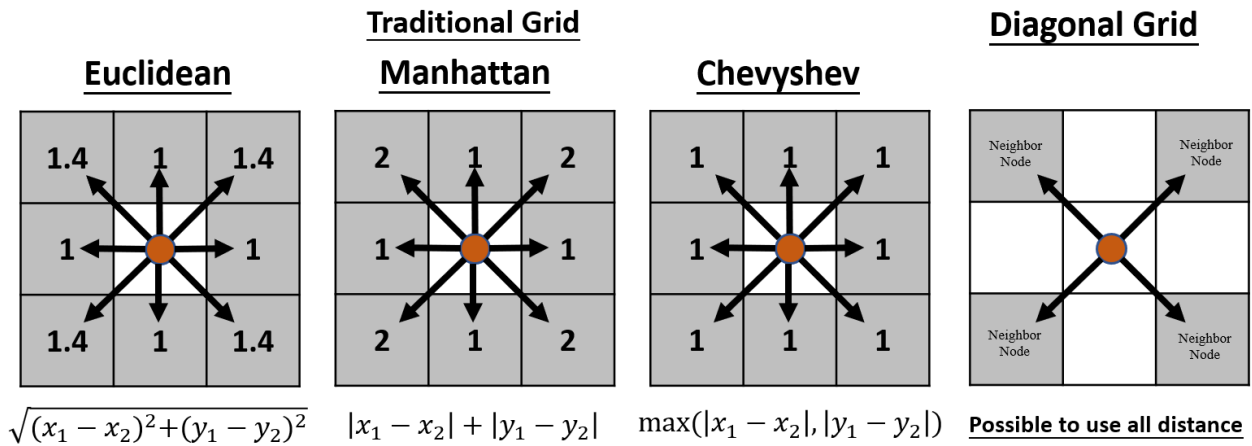 Traditional Grid
Diagonal Grid
Euclidean
Manhattan
Chevyshev
1.4 1 1.4
1 1
1.4 1 1.4
2 1 2
1 1
2 1 2
1 1 1
1 1
1 1 1
Neighbor
Node
Neighbor
Node
Neighbor
Node
Neighbor
Node
√(x₁ − x₂)²+(y₁ − y₂)²
|x₁ − x₂| + |y₁ − y₂|
max(|x₁ − x₂|, |y₁ − y₂|)
Possible to use all distance